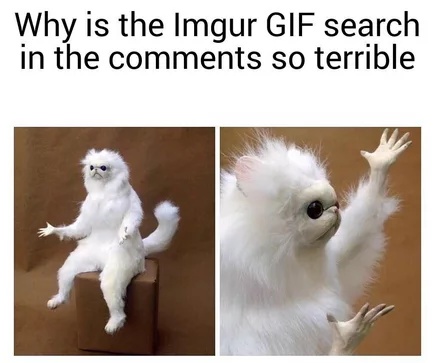 Why is the Imgur GIF search
in the comments so terrible